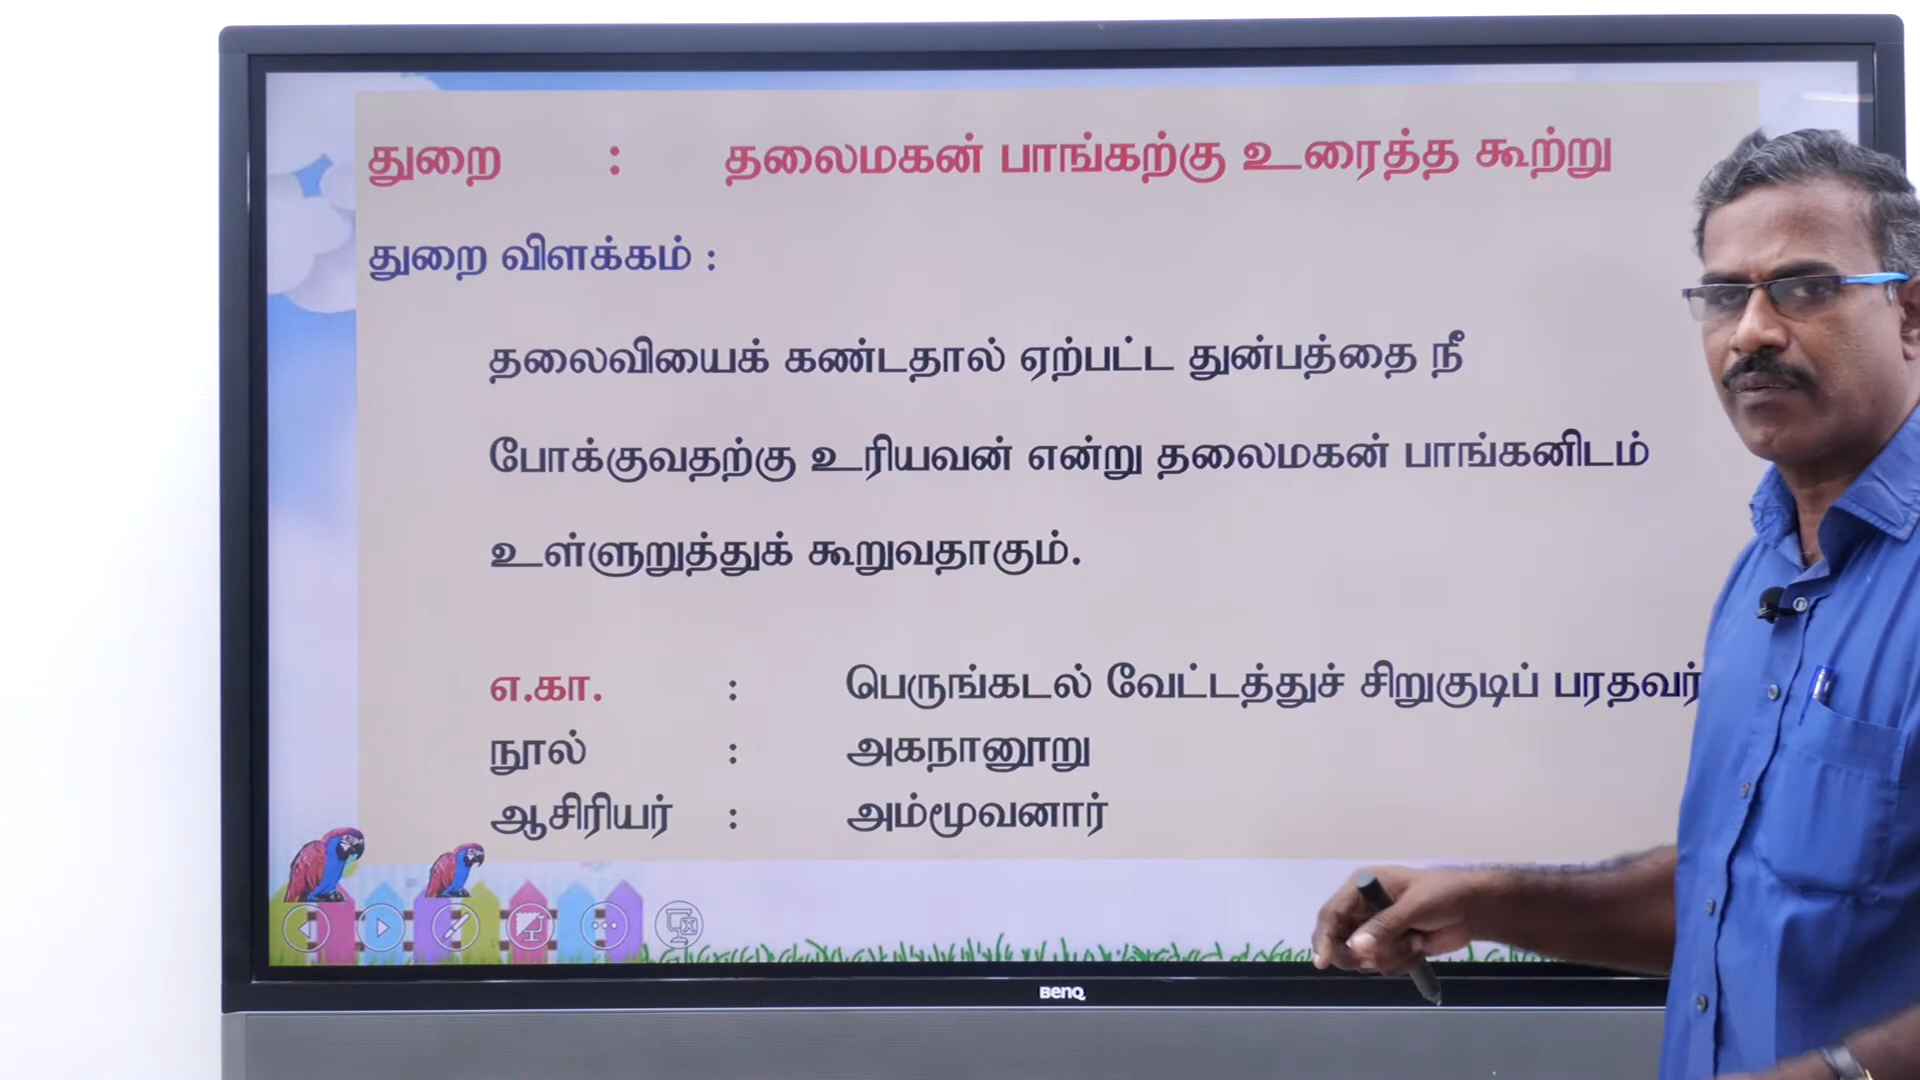 துறை : தலைமகன் பாங்கற்கு உரைத்த கூற்று
துறை விளக்கம் :
தலைவியைக் கண்டதால் ஏற்பட்ட துன்பத்தை நீ
போக்குவதற்கு உரியவன் என்று தலைமகன் பாங்கனிடம்
உள்ளுறுத்துக் கூறுவதாகும்.
எ.கா. : பெருங்கடல் வேட்டத்துச் சிறுகுடிப் பரதவர்
நூல் : அகநானூறு
ஆசிரியர் : அம்மூவனார்
BenQ